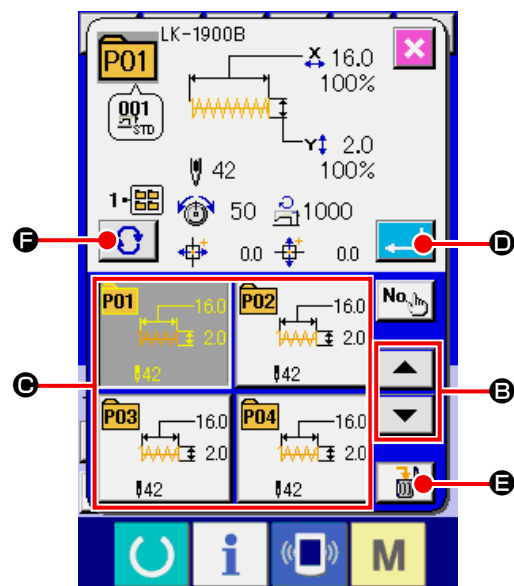 LK-1900B
P01
X 16.0
100%
001
STD
Y 2.0
100%
42
1
50 1000
0.0 0.0
F
D
P01 16.0
2.0
42
P02 16.0
2.0
42
No.
C
B
P03 16.0
2.0
42
P04 16.0
2.0
42
E
i
M